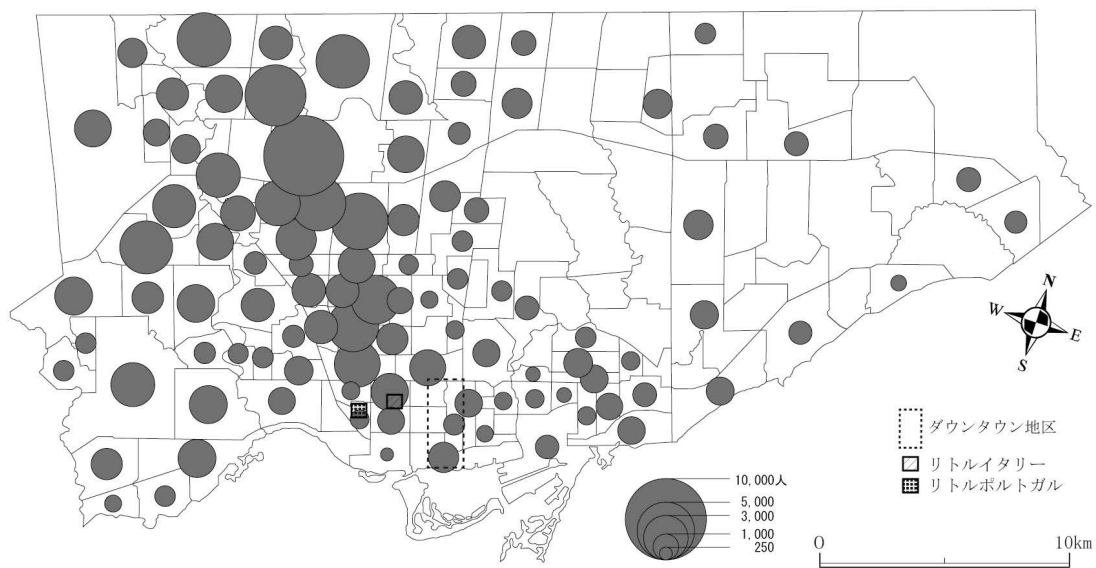 N
W
E
S
ダウンタウン地区
リトルイタリー
リトルポルトガル
10,000人
5,000
3,000
1,000
250
0 10km